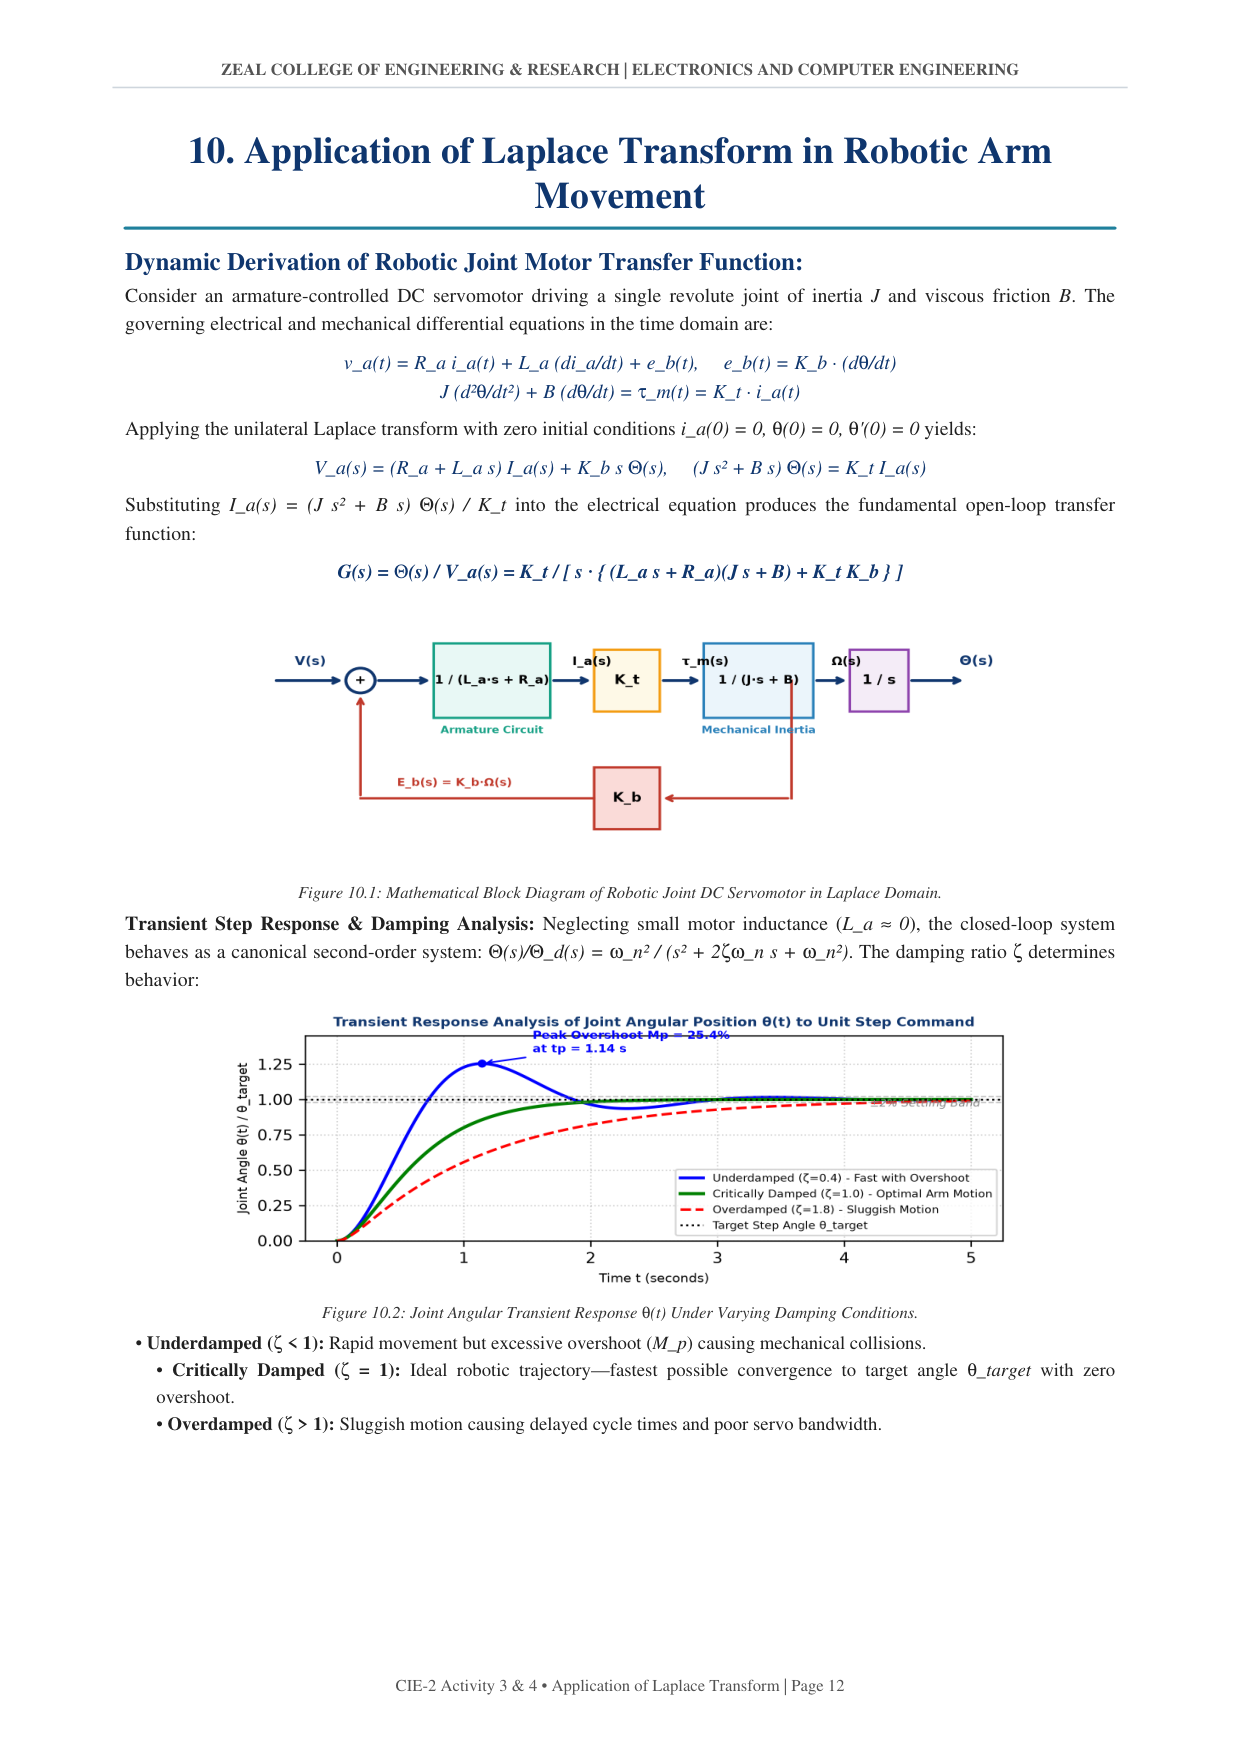 ZEAL COLLEGE OF ENGINEERING & RESEARCH | ELECTRONICS AND COMPUTER ENGINEERING
10. Application of Laplace Transform in Robotic Arm
Movement
Dynamic Derivation of Robotic Joint Motor Transfer Function:
Consider an armature-controlled DC servomotor driving a single revolute joint of inertia J and viscous friction B. The
governing electrical and mechanical differential equations in the time domain are:
v_a(t) = R_a i_a(t) + L_a (di_a/dt) + e_b(t), e_b(t) = K_b · (dθ/dt)
J (d²θ/dt²) + B (dθ/dt) = τ_m(t) = K_t · i_a(t)
Applying the unilateral Laplace transform with zero initial conditions i_a(0) = 0, θ(0) = 0, θ'(0) = 0 yields:
V_a(s) = (R_a + L_a s) I_a(s) + K_b s Θ(s), (J s² + B s) Θ(s) = K_t I_a(s)
Substituting I_a(s) = (J s² + B s) Θ(s) / K_t into the electrical equation produces the fundamental open-loop transfer
function:
G(s) = Θ(s) / V_a(s) = K_t / [ s · { (L_a s + R_a)(J s + B) + K_t K_b } ]
V(s)
+
1 / (L_a·s + R_a)
Armature Circuit
I_a(s)
K_t
τ_m(s)
1 / (J·s + B)
Mechanical Inertia
Ω(s)
1 / s
Θ(s)
E_b(s) = K_b·Ω(s)
K_b
Figure 10.1: Mathematical Block Diagram of Robotic Joint DC Servomotor in Laplace Domain.
Transient Step Response & Damping Analysis: Neglecting small motor inductance (L_a ≈ 0), the closed-loop system
behaves as a canonical second-order system: Θ(s)/Θ_d(s) = ω_n² / (s² + 2ζω_n s + ω_n²). The damping ratio ζ determines
behavior:
Transient Response Analysis of Joint Angular Position θ(t) to Unit Step Command
Peak Overshoot Mp = 25.4%
at tp = 1.14 s
Joint Angle θ(t) / θ_target
1.25
1.00
0.75
0.50
0.25
0.00
±2% Settling Band
Underdamped (ζ=0.4) - Fast with Overshoot
Critically Damped (ζ=1.0) - Optimal Arm Motion
Overdamped (ζ=1.8) - Sluggish Motion
Target Step Angle θ_target
0 1 2 3 4 5
Time t (seconds)
Figure 10.2: Joint Angular Transient Response θ(t) Under Varying Damping Conditions.
• Underdamped (ζ < 1): Rapid movement but excessive overshoot (M_p) causing mechanical collisions.
• Critically Damped (ζ = 1): Ideal robotic trajectory—fastest possible convergence to target angle θ_target with zero
overshoot.
• Overdamped (ζ > 1): Sluggish motion causing delayed cycle times and poor servo bandwidth.
CIE-2 Activity 3 & 4 • Application of Laplace Transform | Page 12